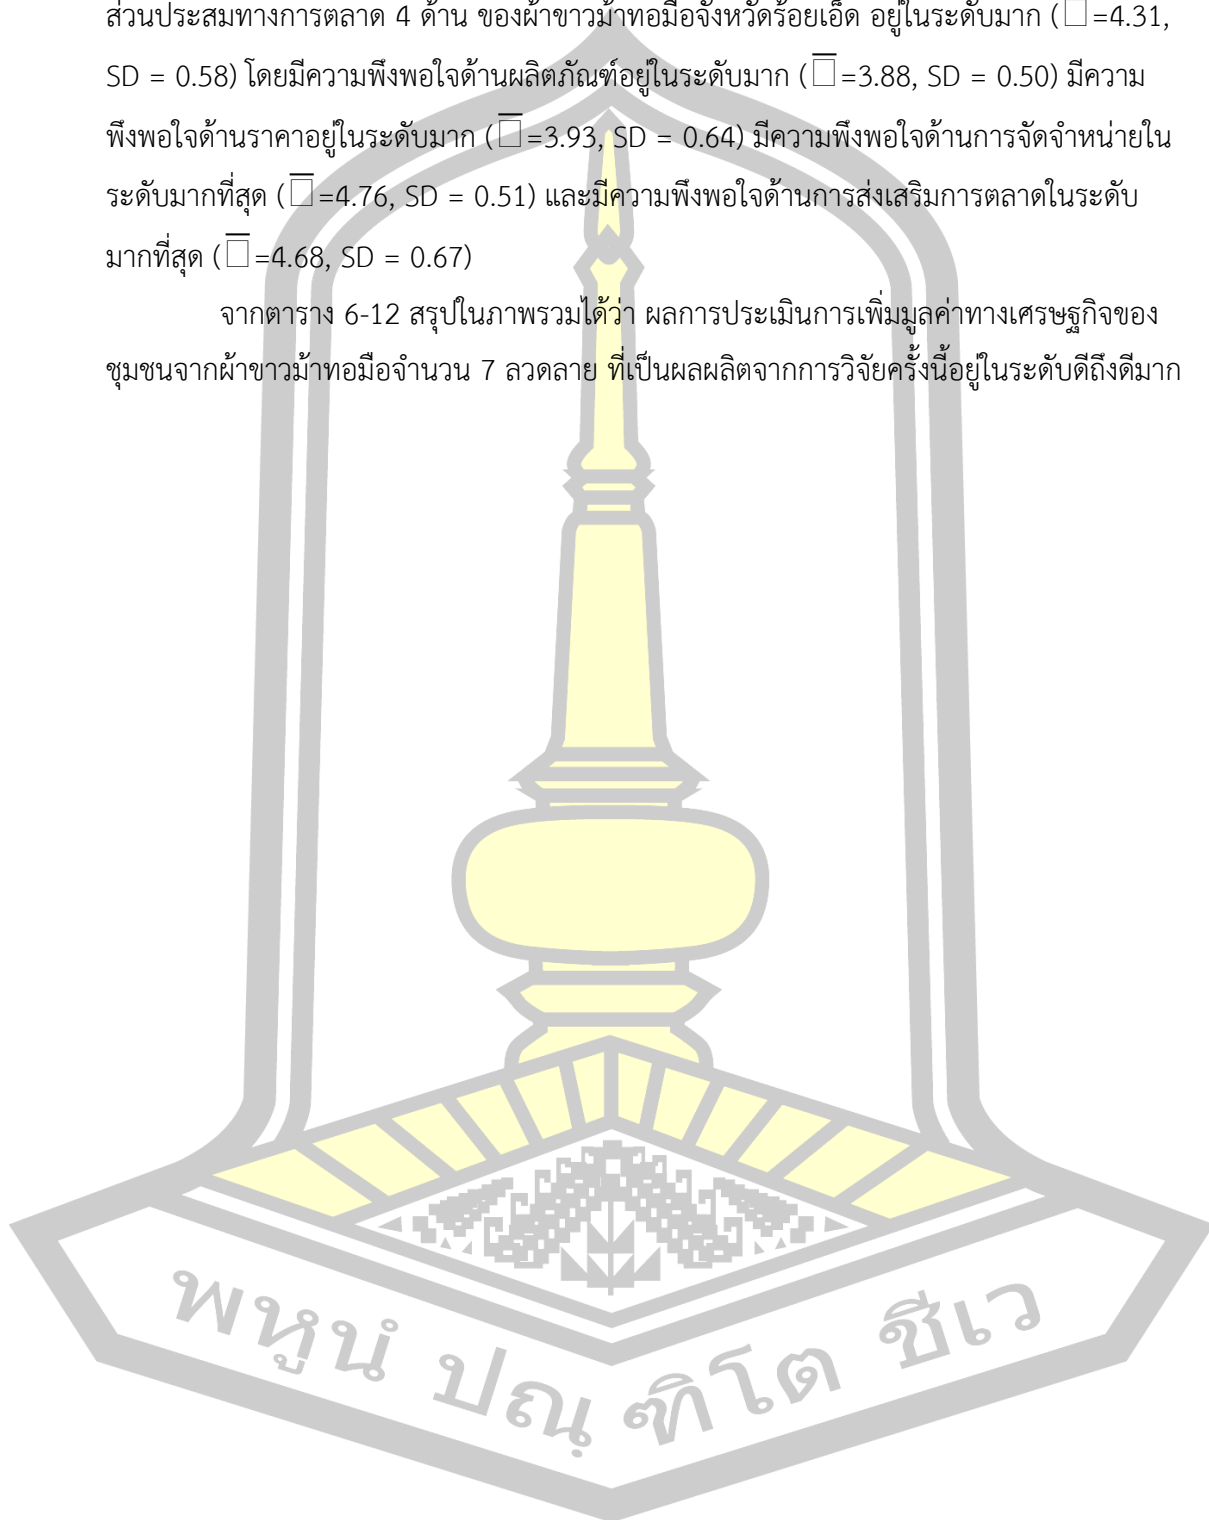 ส่วนประสมทางการตลาด 4 ด้าน ของผ้าขาวม้าทอมือจังหวัดร้อยเอ็ด อยู่ในระดับมาก (□̅=4.31,
SD = 0.58) โดยมีความพึงพอใจด้านผลิตภัณฑ์อยู่ในระดับมาก (□̅=3.88, SD = 0.50) มีความ
พึงพอใจด้านราคาอยู่ในระดับมาก (□̅=3.93, SD = 0.64) มีความพึงพอใจด้านการจัดจำหน่ายใน
ระดับมากที่สุด (□̅=4.76, SD = 0.51) และมีความพึงพอใจด้านการส่งเสริมการตลาดในระดับ
มากที่สุด (□̅=4.68, SD = 0.67)
จากตาราง 6-12 สรุปในภาพรวมได้ว่า ผลการประเมินการเพิ่มมูลค่าทางเศรษฐกิจของ
ชุมชนจากผ้าขาวม้าทอมือจำนวน 7 ลวดลาย ที่เป็นผลผลิตจากการวิจัยครั้งนี้อยู่ในระดับดีถึงดีมาก
พหูนํ ปณฺฑิโต ชีเว